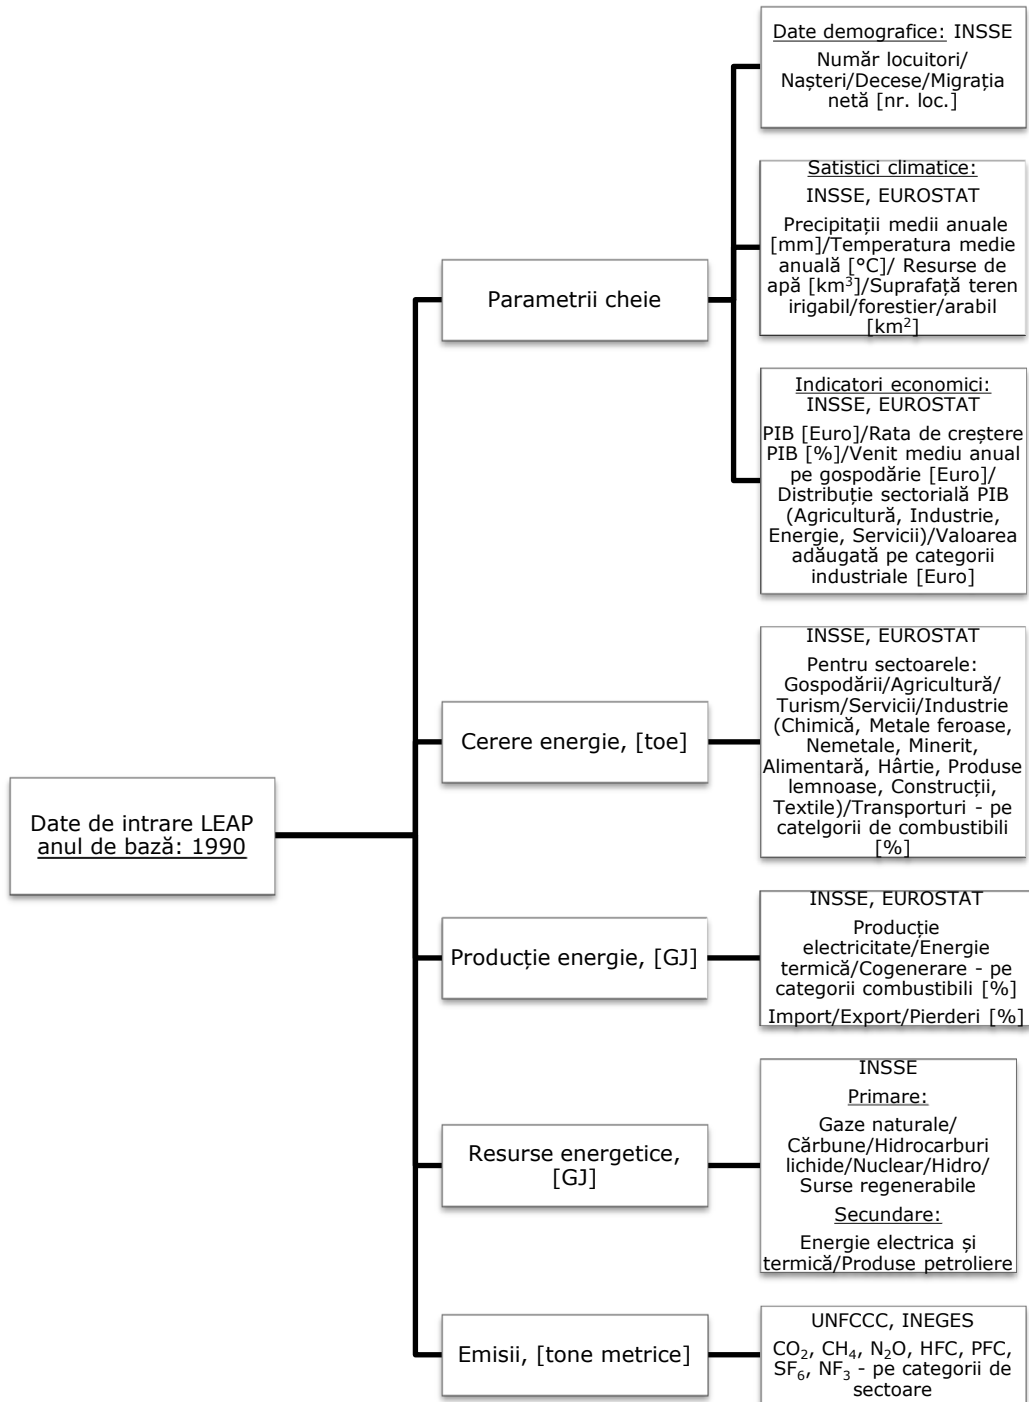 Date de intrare LEAP
anul de bază: 1990
Parametrii cheie
Date demografice: INSSE
Număr locuitori/
Nașteri/Decese/Migrația
netă [nr. loc.]
Satistici climatice:
INSSE, EUROSTAT
Precipitații medii anuale
[mm]/Temperatura medie
anuală [°C]/ Resurse de
apă [km³]/Suprafață teren
irigabil/forestier/arabil
[km²]
Indicatori economici:
INSSE, EUROSTAT
PIB [Euro]/Rata de creștere
PIB [%]/Venit mediu anual
pe gospodărie [Euro]/
Distribuție sectorială PIB
(Agricultură, Industrie,
Energie, Servicii)/Valoarea
adăugată pe categorii
industriale [Euro]
Cerere energie, [toe]
INSSE, EUROSTAT
Pentru sectoarele:
Gospodării/Agricultură/
Turism/Servicii/Industrie
(Chimică, Metale feroase,
Nemetale, Minerit,
Alimentară, Hârtie, Produse
lemnoase, Construcții,
Textile)/Transporturi - pe
catelgorii de combustibili
[%]
Producție energie, [GJ]
INSSE, EUROSTAT
Producție
electricitate/Energie
termică/Cogenerare - pe
categorii combustibili [%]
Import/Export/Pierderi [%]
Resurse energetice,
[GJ]
INSSE
Primare:
Gaze naturale/
Cărbune/Hidrocarburi
lichide/Nuclear/Hidro/
Surse regenerabile
Secundare:
Energie electrica și
termică/Produse petroliere
Emisii, [tone metrice]
UNFCCC, INEGES
CO₂, CH₄, N₂O, HFC, PFC,
SF₆, NF₃ - pe categorii de
sectoare